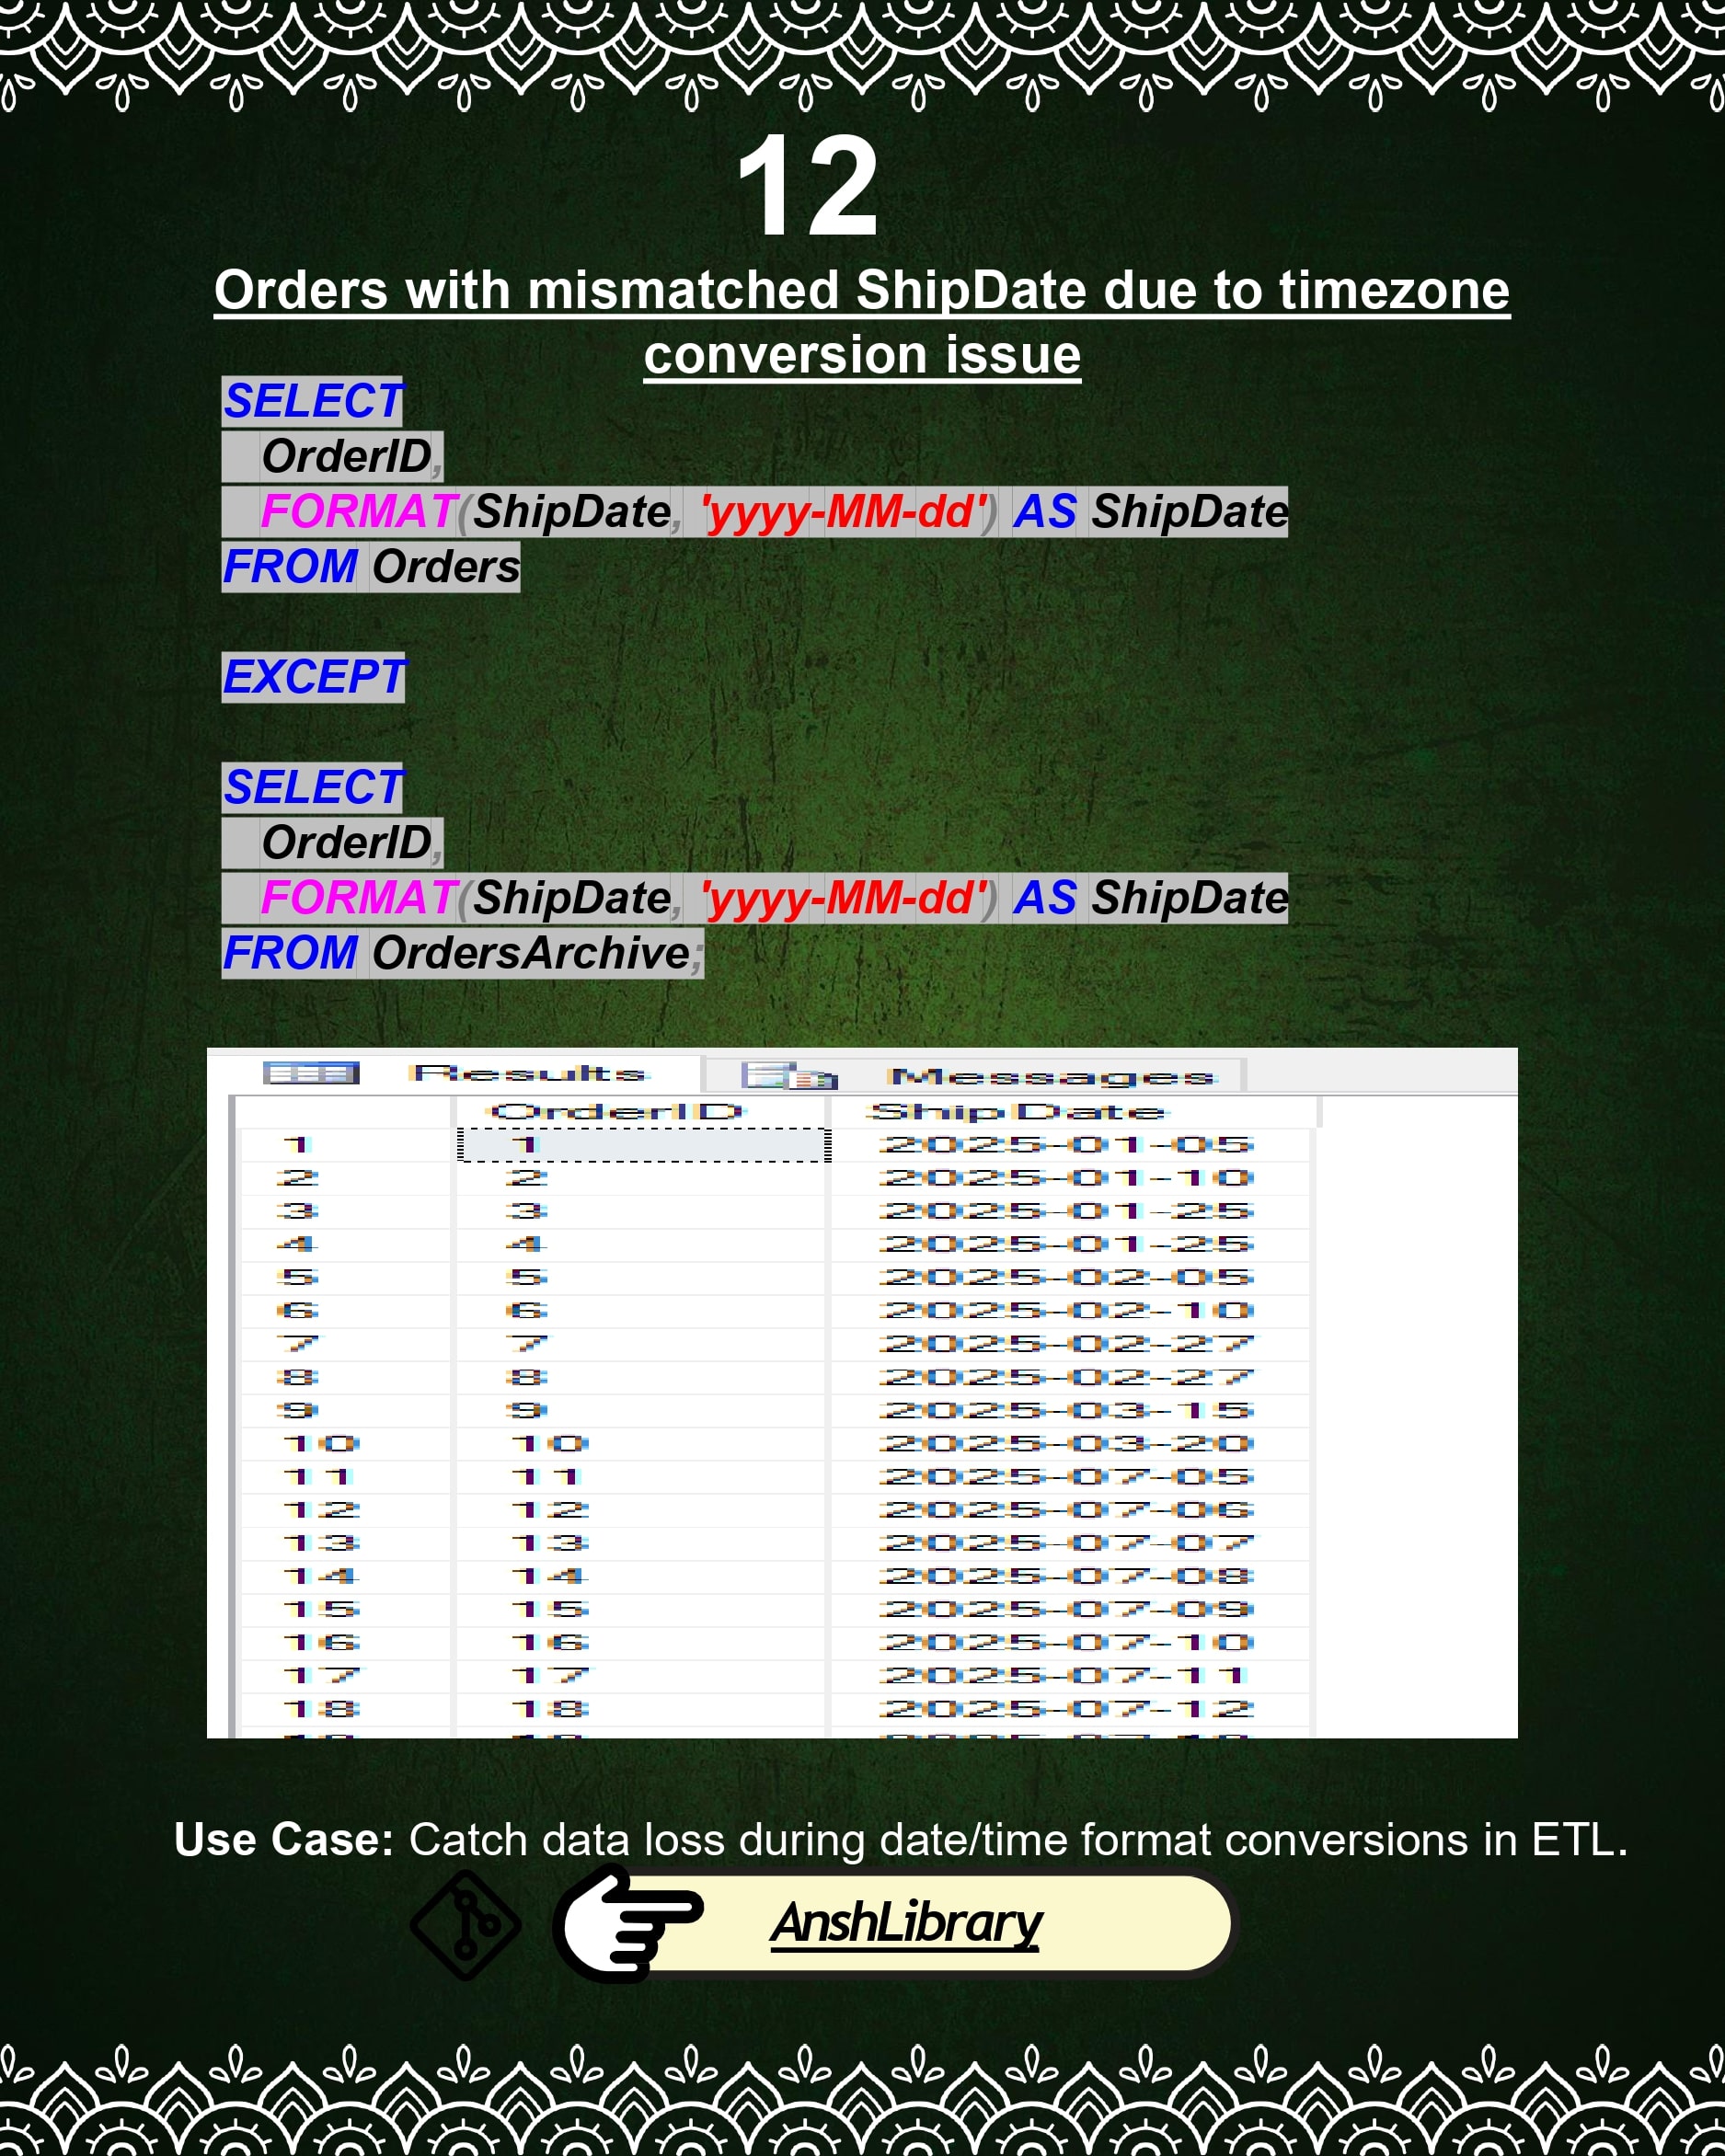 12
Orders with mismatched ShipDate due to timezone
conversion issue
SELECT
OrderID,
FORMAT(ShipDate, 'yyyy-MM-dd') AS ShipDate
FROM Orders
EXCEPT
SELECT
OrderID,
FORMAT(ShipDate, 'yyyy-MM-dd') AS ShipDate
FROM OrdersArchive;
Results Messages
OrderID ShipDate
1 1 2025-01-05
2 2 2025-01-10
3 3 2025-01-25
4 4 2025-01-25
5 5 2025-02-05
6 6 2025-02-10
7 7 2025-02-27
8 8 2025-02-27
9 9 2025-03-15
10 10 2025-03-20
11 11 2025-07-05
12 12 2025-07-06
13 13 2025-07-07
14 14 2025-07-08
15 15 2025-07-09
16 16 2025-07-10
17 17 2025-07-11
18 18 2025-07-12
Use Case: Catch data loss during date/time format conversions in ETL.
AnshLibrary